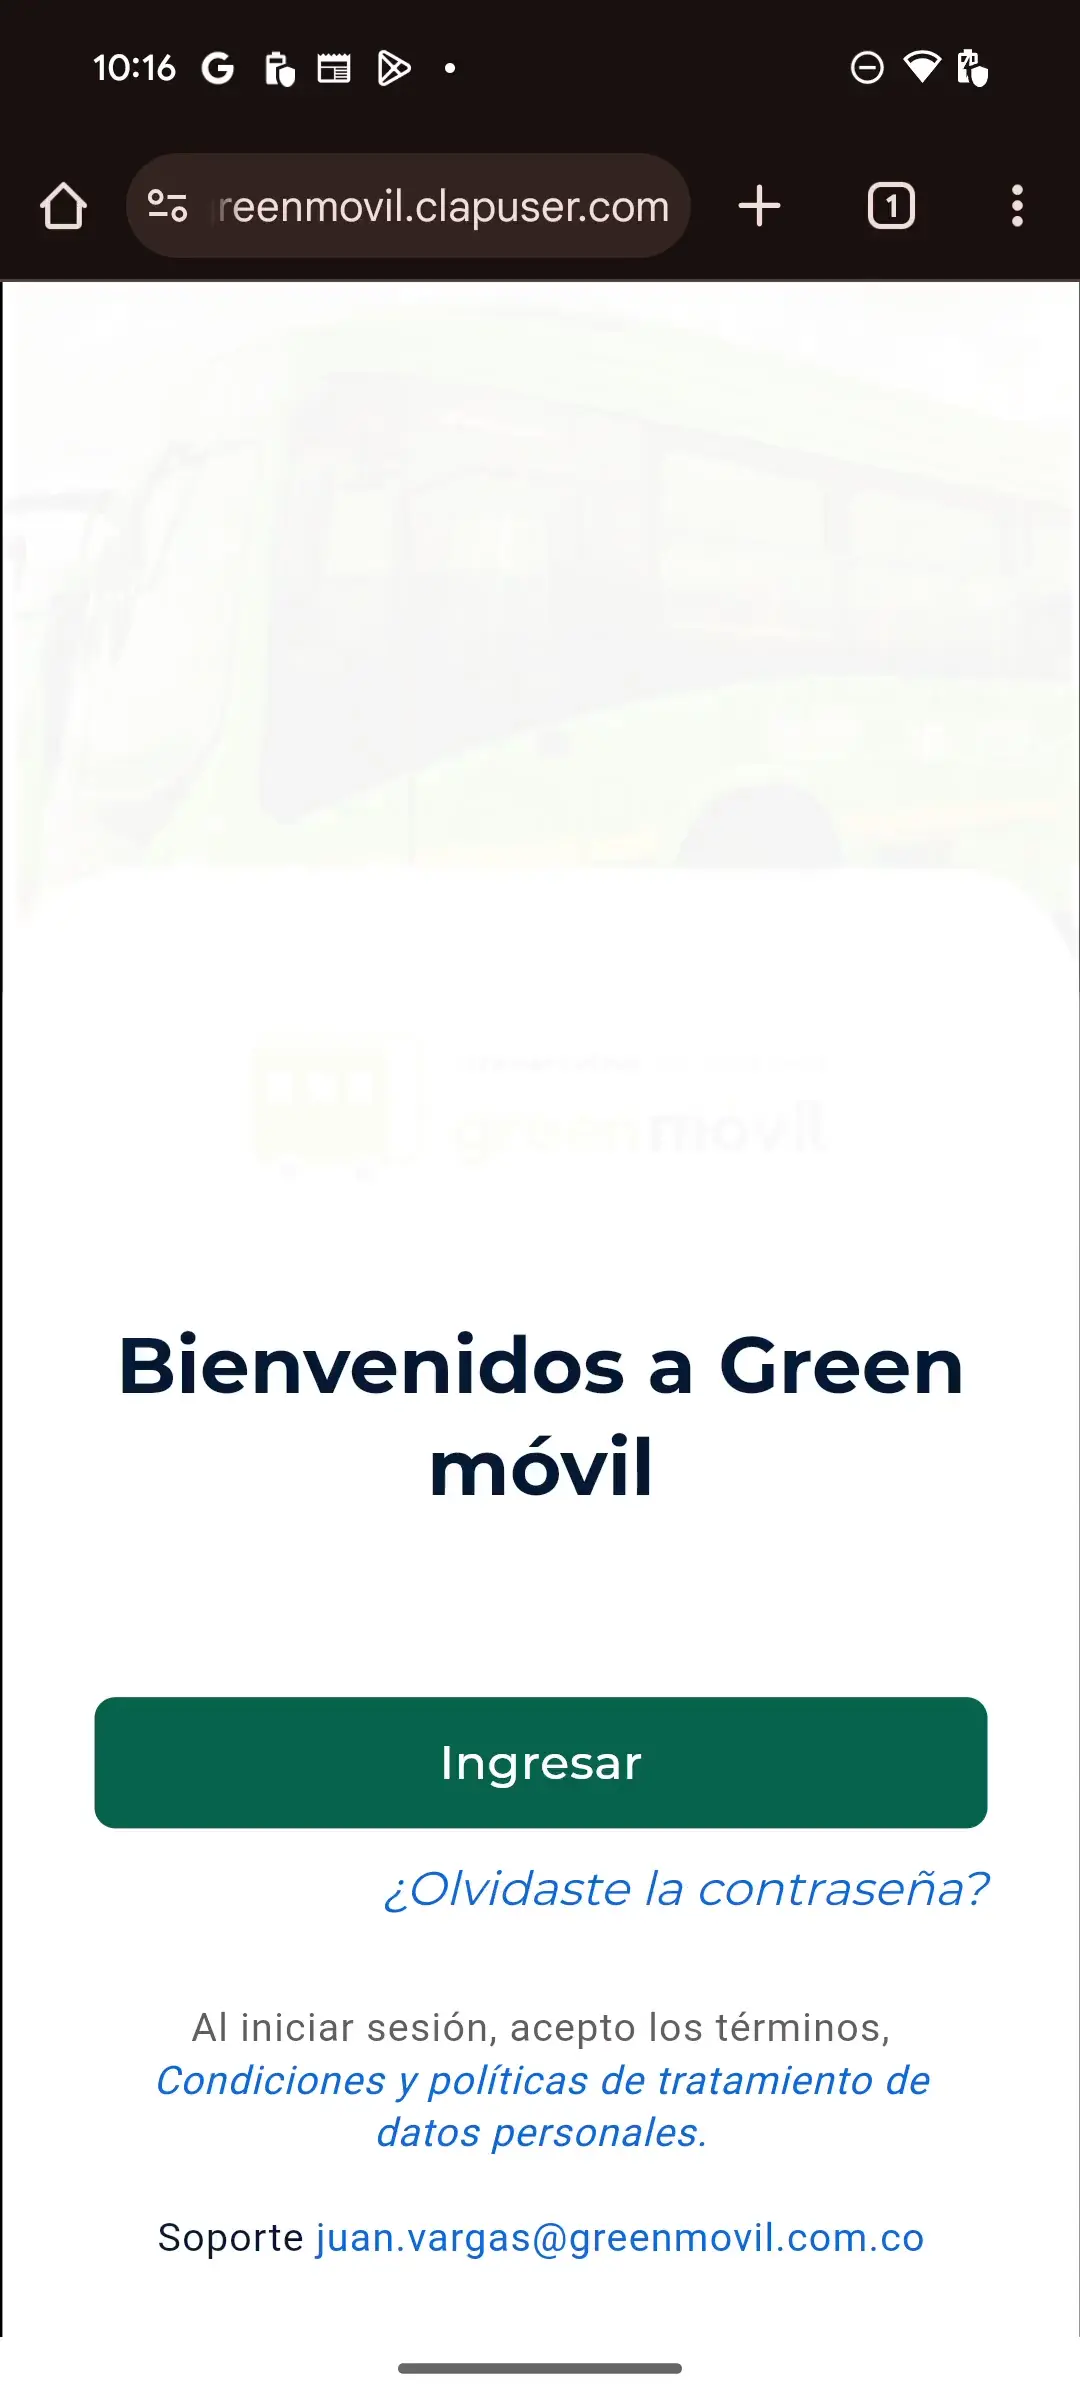 10:16
reenmovil.clapuser.com
1
greenmovil
Bienvenidos a Green
móvil
Ingresar
¿Olvidaste la contraseña?
Al iniciar sesión, acepto los términos,
Condiciones y políticas de tratamiento de
datos personales.
Soporte juan.vargas@greenmovil.com.co